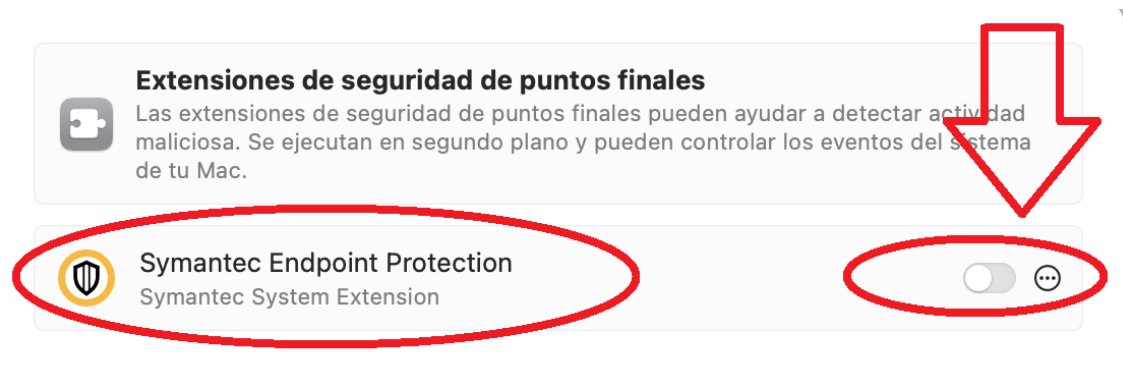 Extensiones de seguridad de puntos finales
Las extensiones de seguridad de puntos finales pueden ayudar a detectar actividad
maliciosa. Se ejecutan en segundo plano y pueden controlar los eventos del sistema
de tu Mac.
Symantec Endpoint Protection
Symantec System Extension